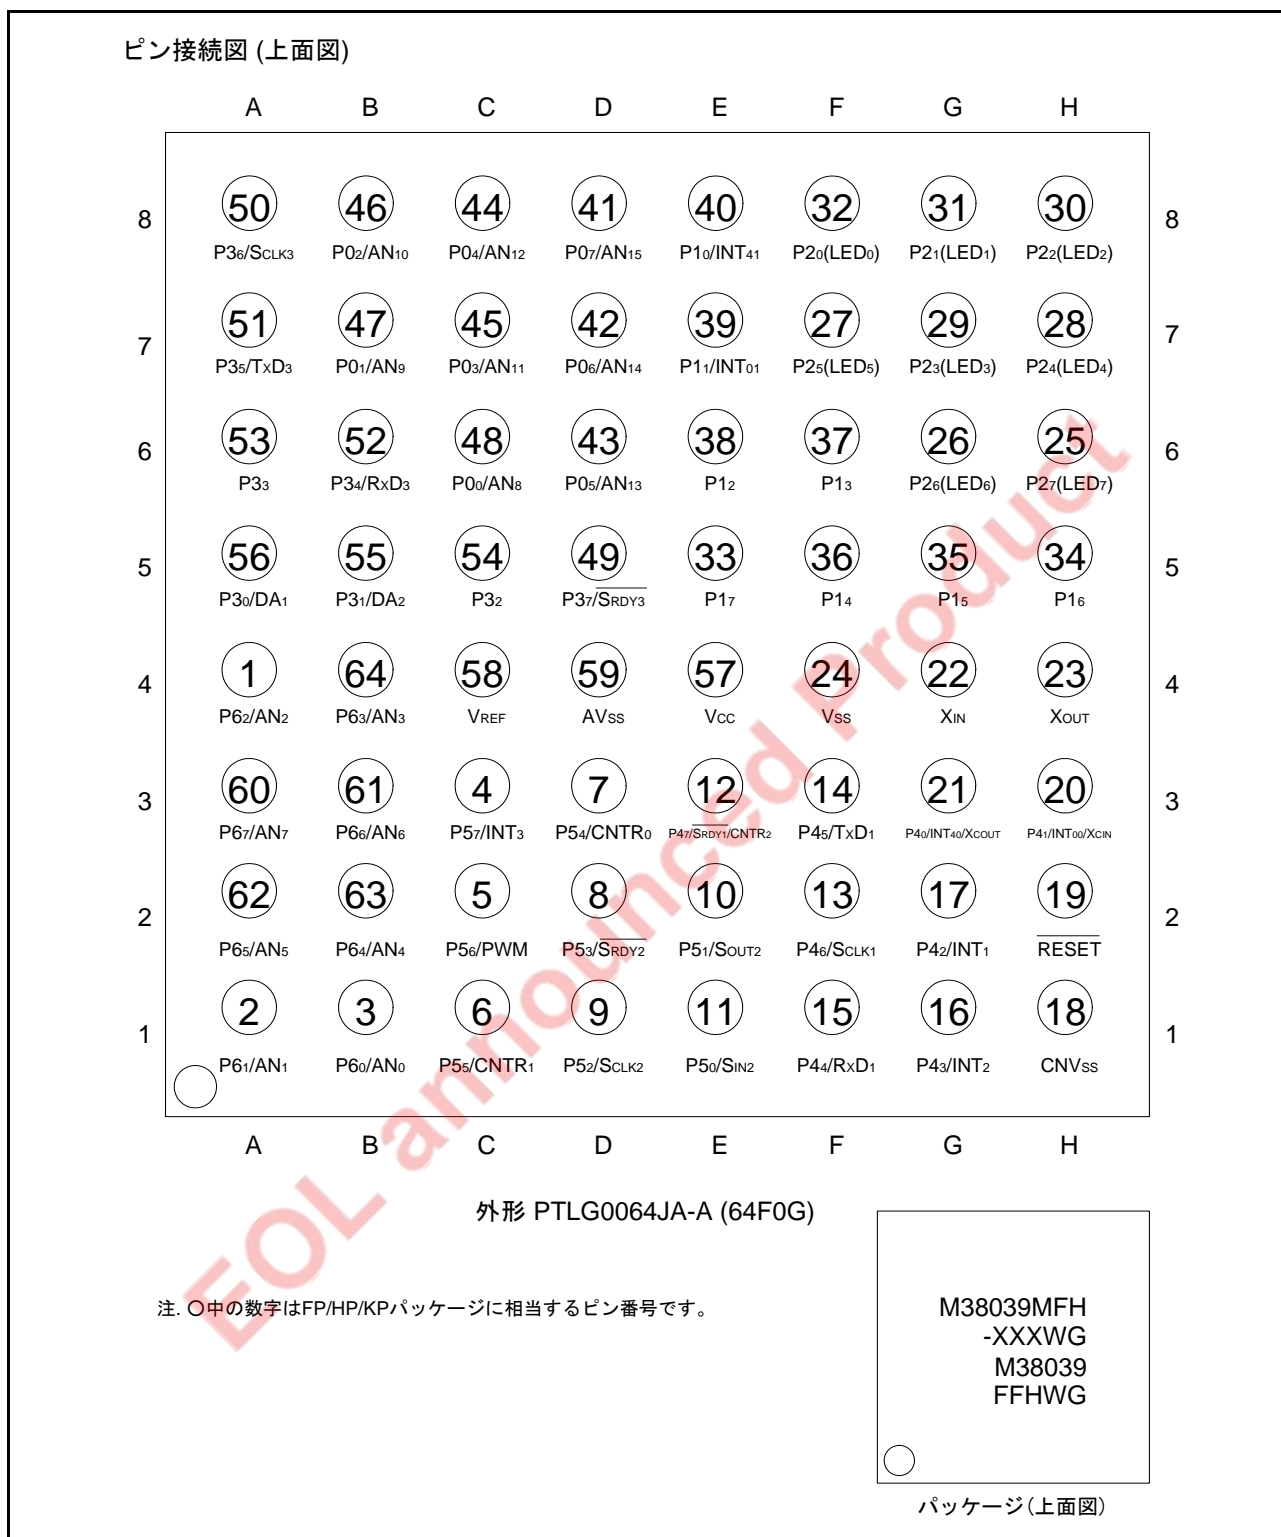 ピン接続図 (上面図)
A B C D E F G H
8 50 46 44 41 40 32 31 30 8
P36/SCLK3 P02/AN10 P04/AN12 P07/AN15 P10/INT41 P20(LED0) P21(LED1) P22(LED2)
7 51 47 45 42 39 27 29 28 7
P35/TxD3 P01/AN9 P03/AN11 P06/AN14 P11/INT01 P25(LED5) P23(LED3) P24(LED4)
6 53 52 48 43 38 37 26 25 6
P33 P34/RxD3 P00/AN8 P05/AN13 P12 P13 P26(LED6) P27(LED7)
5 56 55 54 49 33 36 35 34 5
P30/DA1 P31/DA2 P32 P37/SRDY3 P17 P14 P15 P16
4 1 64 58 59 57 24 22 23 4
P62/AN2 P63/AN3 VREF AVSS VCC VSS XIN XOUT
3 60 61 4 7 12 14 21 20 3
P67/AN7 P66/AN6 P57/INT3 P54/CNTR0 P47/SRDY1/CNTR2 P45/TxD1 P40/INT40/XCOUT P41/INT00/XCIN
2 62 63 5 8 10 13 17 19 2
P65/AN5 P64/AN4 P56/PWM P53/SRDY2 P51/SOUT2 P46/SCLK1 P42/INT1 RESET
1 2 3 6 9 11 15 16 18 1
P61/AN1 P60/AN0 P55/CNTR1 P52/SCLK2 P50/SIN2 P44/RxD1 P43/INT2 CNVSS
A B C D E F G H
外形 PTLG0064JA-A (64F0G)
注. ○中の数字はFP/HP/KPパッケージに相当するピン番号です。
M38039MFH
-XXXWG
M38039
FFHWG
パッケージ(上面図)
EOL announced Product